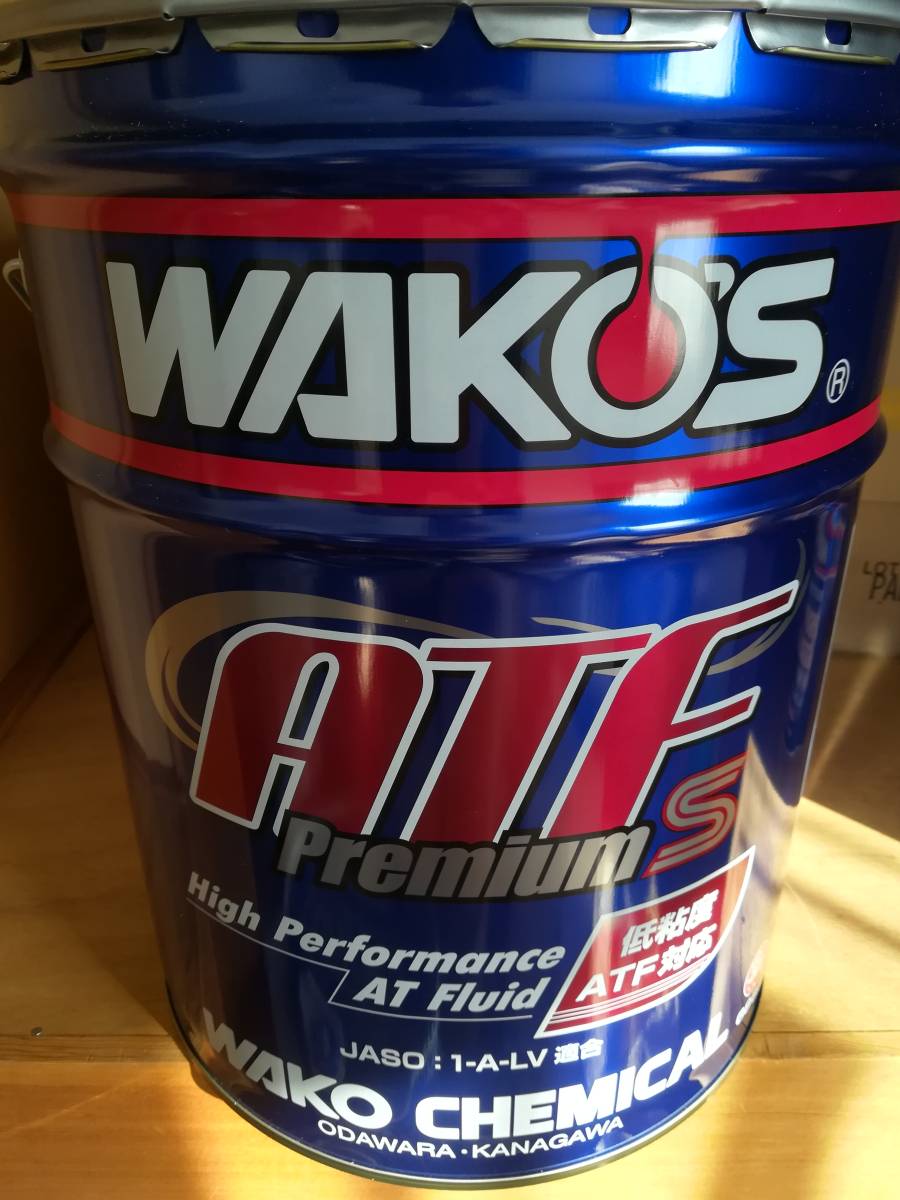 WAKO'S ®
ATF
Premium S
High Performance
AT Fluid
低粘度
ATF対応
JASO : 1-A-LV 適合
WAKO CHEMICAL
ODAWARA・KANAGAWA
LOT